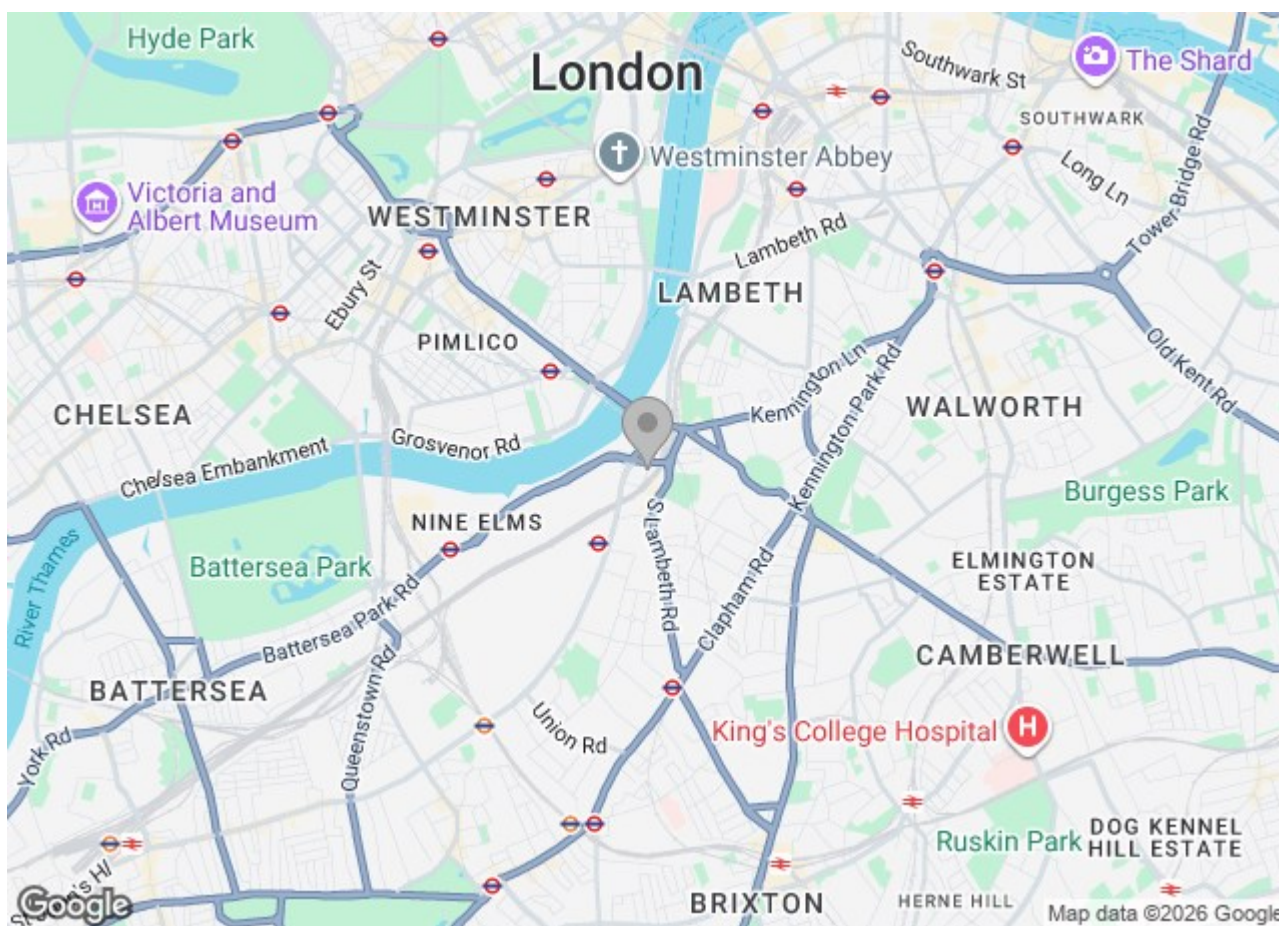 Hyde Park
London
Southwark St
The Shard
SOUTHWARK
Westminster Abbey
Long Ln
Tower Bridge Rd
Victoria and
Albert Museum
WESTMINSTER
Lambeth Rd
Ebury St
LAMBETH
PIMLICO
Kennington Ln
Old Kent Rd
CHELSEA
WALWORTH
Grosvenor Rd
Kennington Park Rd
Chelsea Embankment
Burgess Park
NINE ELMS
S Lambeth Rd
River Thames
Battersea Park
ELMINGTON
ESTATE
Clapham Rd
Battersea Park Rd
CAMBERWELL
BATTERSEA
Queenstown Rd
Union Rd
King's College Hospital
H
York Rd
Ruskin Park
DOG KENNEL
HILL ESTATE
St John's Hl
Google
BRIXTON
HERNE HILL
Map data ©2026 Google